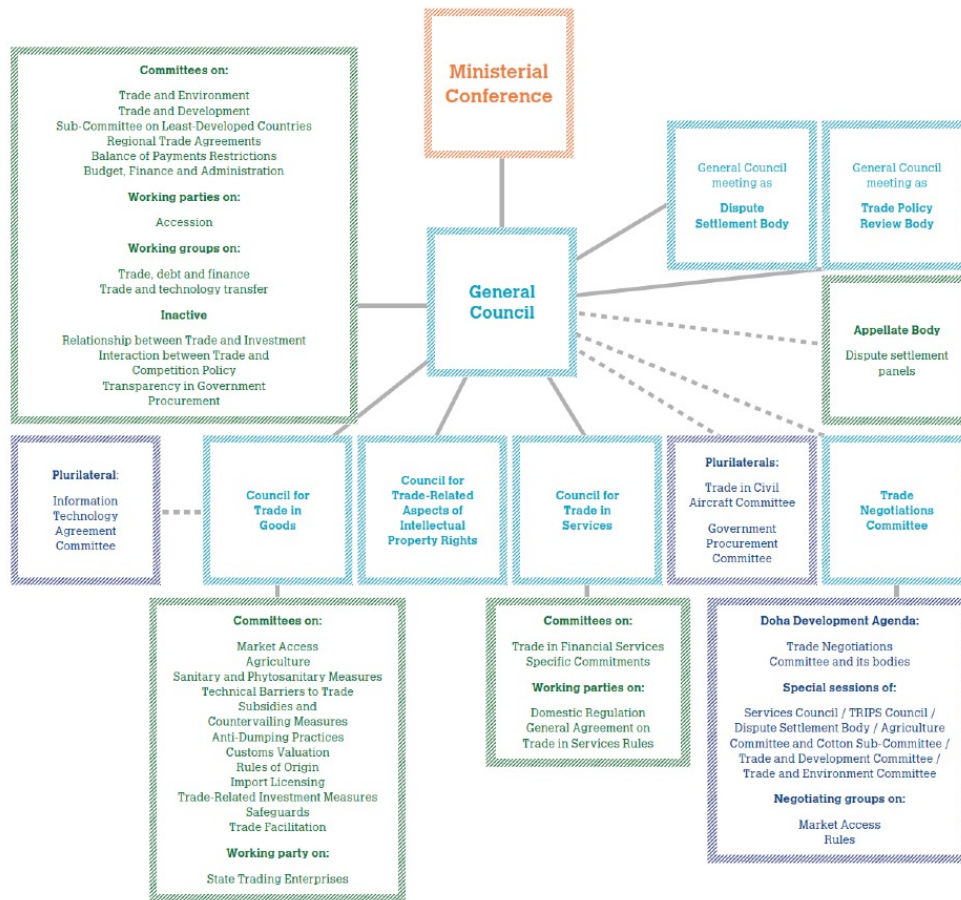 Ministerial
Conference
Committees on:
Trade and Environment
Trade and Development
Sub-Committee on Least-Developed Countries
Regional Trade Agreements
Balance of Payments Restrictions
Budget, Finance and Administration
Working parties on:
Accession
Working groups on:
Trade, debt and finance
Trade and technology transfer
Inactive
Relationship between Trade and Investment
Interaction between Trade and
Competition Policy
Transparency in Government
Procurement
General Council
meeting as
Dispute
Settlement Body
General Council
meeting as
Trade Policy
Review Body
General
Council
Appellate Body
Dispute settlement
panels
Plurilateral:
Information
Technology
Agreement
Committee
Council for
Trade in
Goods
Council for
Trade-Related
Aspects of
Intellectual
Property Rights
Council for
Trade in
Services
Plurilaterals:
Trade in Civil
Aircraft Committee
Government
Procurement
Committee
Trade
Negotiations
Committee
Committees on:
Market Access
Agriculture
Sanitary and Phytosanitary Measures
Technical Barriers to Trade
Subsidies and
Countervailing Measures
Anti-Dumping Practices
Customs Valuation
Rules of Origin
Import Licensing
Trade-Related Investment Measures
Safeguards
Trade Facilitation
Working party on:
State Trading Enterprises
Committees on:
Trade in Financial Services
Specific Commitments
Working parties on:
Domestic Regulation
General Agreement on
Trade in Services Rules
Doha Development Agenda:
Trade Negotiations
Committee and its bodies
Special sessions of:
Services Council / TRIPS Council /
Dispute Settlement Body / Agriculture
Committee and Cotton Sub-Committee /
Trade and Development Committee /
Trade and Environment Committee
Negotiating groups on:
Market Access
Rules